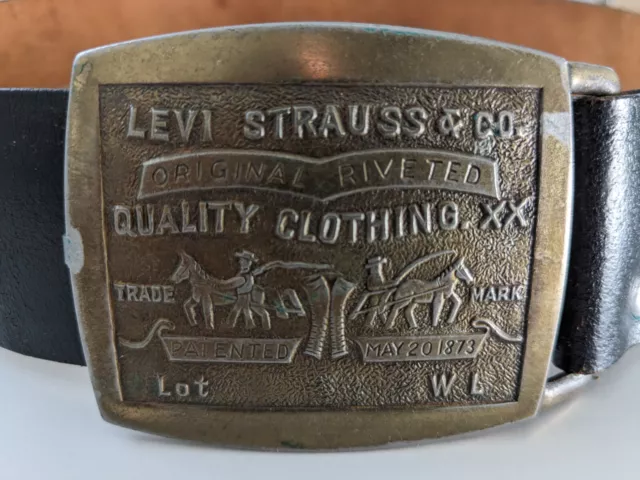 LEVI STRAUSS & CO.
ORIGINAL RIVETED
QUALITY CLOTHING. XX
TRADE MARK
PATENTED MAY 20 1873
Lot W L